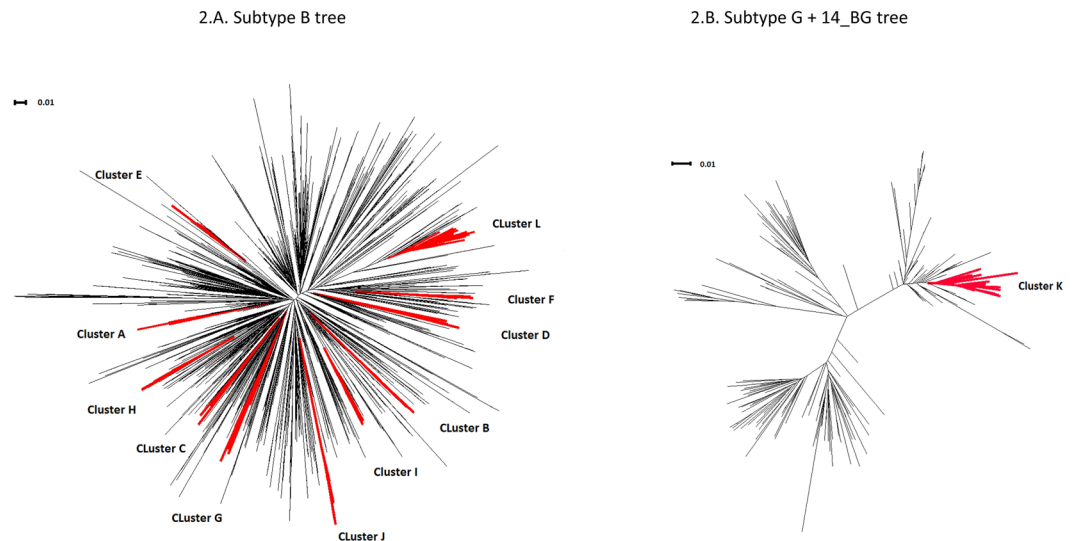 2.A. Subtype B tree
2.B. Subtype G + 14_BG tree
0.01
0.01
Cluster E
CLuster L
Cluster K
Cluster F
Cluster A
Cluster D
Cluster H
CLuster B
CLuster C
Cluster I
CLuster G
CLuster J